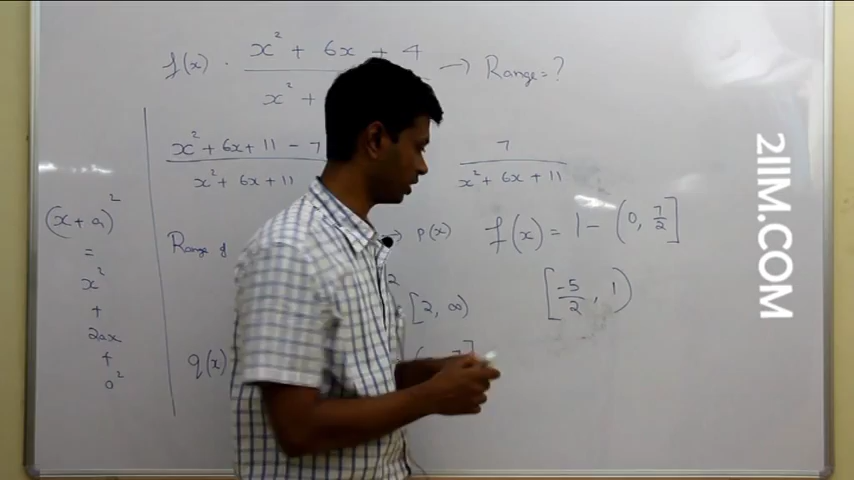 f(x) . x² + 6x + 4 → Range = ?
x² +
x² + 6x + 11 - 7
x² + 6x + 11
7
x² + 6x + 11
(x + a)²
=
x²
+
2ax
+
a²
Range of → p(x)
f(x) = 1 - (0, 7/2]
[2, ∞)
[-5/2, 1)
q(x)
2IIM.COM